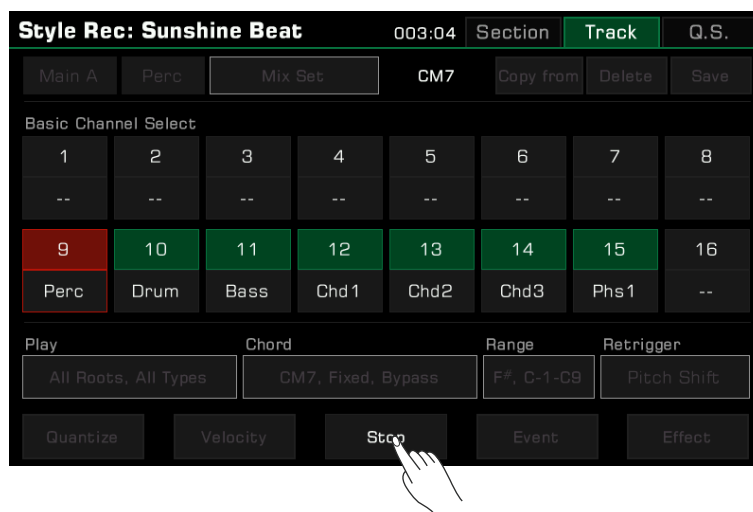 Style Rec: Sunshine Beat 003:04 Section Track Q.S.
Main A Perc Mix Set CM7 Copy from Delete Save
Basic Channel Select
1 2 3 4 5 6 7 8
-- -- -- -- -- -- -- --
9 10 11 12 13 14 15 16
Perc Drum Bass Chd1 Chd2 Chd3 Phs1 --
Play Chord Range Retrigger
All Roots, All Types CM7, Fixed, Bypass F#, C-1-C9 Pitch Shift
Quantize Velocity Stop Event Effect